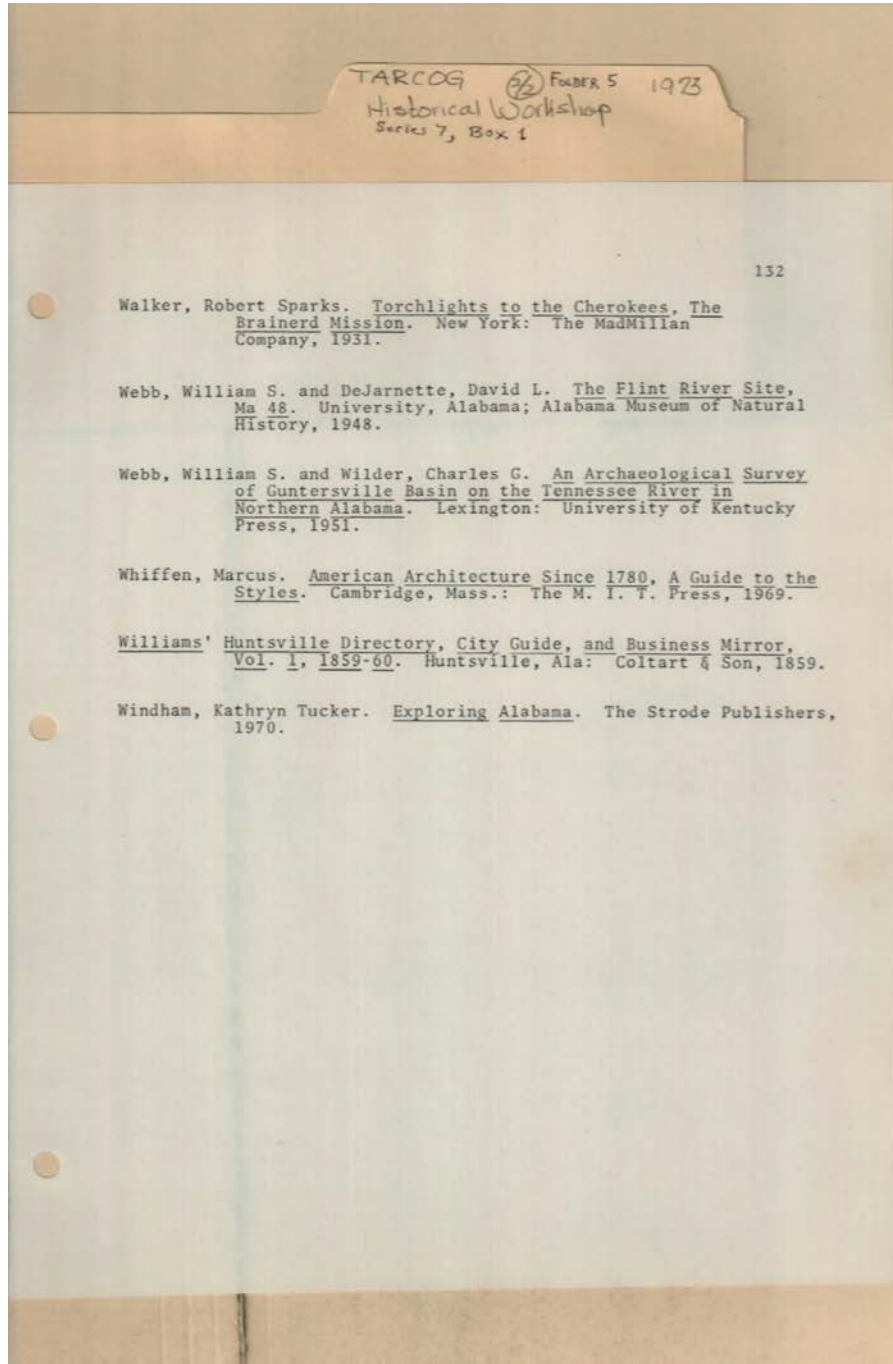 TARCOG 5/2 FOLDER 5 1973
Historical Workshop
Series 7, Box 1
132
Walker, Robert Sparks. Torchlights to the Cherokees, The
Brainerd Mission. New York: The MadMillan
Company, 1931.
Webb, William S. and DeJarnette, David L. The Flint River Site,
Ma 48. University, Alabama; Alabama Museum of Natural
History, 1948.
Webb, William S. and Wilder, Charles G. An Archaeological Survey
of Guntersville Basin on the Tennessee River in
Northern Alabama. Lexington: University of Kentucky
Press, 1951.
Whiffen, Marcus. American Architecture Since 1780, A Guide to the
Styles. Cambridge, Mass.: The M. I. T. Press, 1969.
Williams' Huntsville Directory, City Guide, and Business Mirror,
Vol. 1, 1859-60. Huntsville, Ala: Coltart & Son, 1859.
Windham, Kathryn Tucker. Exploring Alabama. The Strode Publishers,
1970.